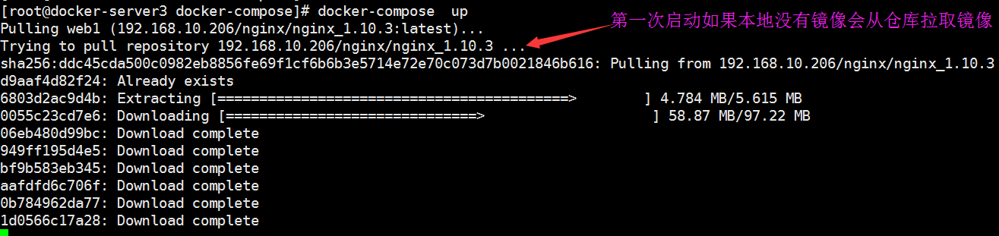 [root@docker-server3 docker-compose]# docker-compose  up
Pulling web1 (192.168.10.206/nginx/nginx_1.10.3:latest)...
第一次启动如果本地没有镜像会从仓库拉取镜像
Trying to pull repository 192.168.10.206/nginx/nginx_1.10.3 ...
sha256:ddc45cda500c0982eb8856fe69f1cf6b6b3e5714e72e70c073d7b0021846b616: Pulling from 192.168.10.206/nginx/nginx_1.10.3
d9aaf4d82f24: Already exists
6803d2ac9d4b: Extracting [==========================================>        ] 4.784 MB/5.615 MB
0055c23cd7e6: Downloading [==============================>                    ] 58.87 MB/97.22 MB
06eb480d99bc: Download complete
949ff195d4e5: Download complete
bf9b583eb345: Download complete
aafdfd6c706f: Download complete
0b784962da77: Download complete
1d0566c17a28: Download complete